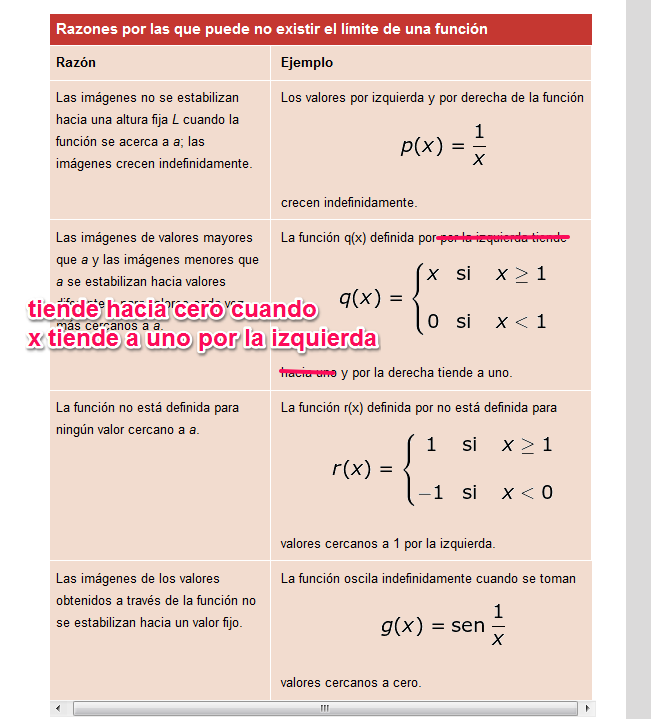 Razones por las que puede no existir el límite de una función
Razón
Ejemplo
Las imágenes no se estabilizan
hacia una altura fija L cuando la
función se acerca a a; las
imágenes crecen indefinidamente.
Los valores por izquierda y por derecha de la función
p(x) = 1/x
crecen indefinidamente.
Las imágenes de valores mayores
que a y las imágenes menores que
a se estabilizan hacia valores
más cercanos a a.
tiende hacia cero cuando
x tiende a uno por la izquierda
La función q(x) definida por por la izquierda tiende
q(x) = { x si x ≥ 1
0 si x < 1
hacia uno y por la derecha tiende a uno.
La función no está definida para
ningún valor cercano a a.
La función r(x) definida por no está definida para
r(x) = { 1 si x ≥ 1
−1 si x < 0
valores cercanos a 1 por la izquierda.
Las imágenes de los valores
obtenidos a través de la función no
se estabilizan hacia un valor fijo.
La función oscila indefinidamente cuando se toman
g(x) = sen 1/x
valores cercanos a cero.